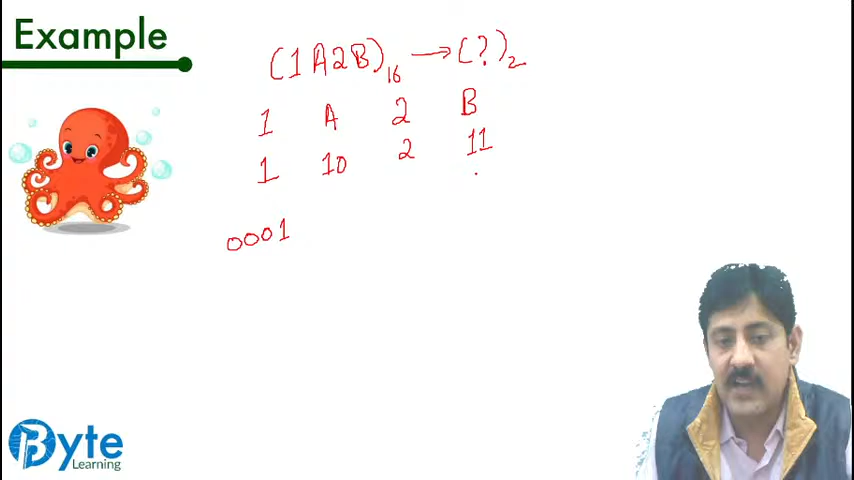 Example
(1A2B)₁₆ → (?)₂
1 A 2 B
1 10 2 11
0001
Byte
Learning